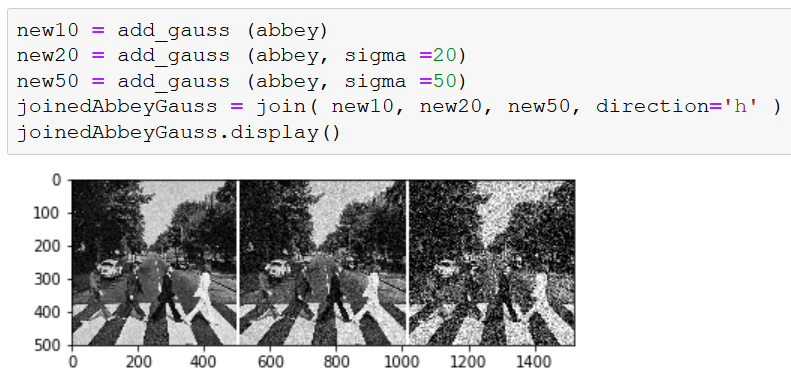 new10 = add_gauss (abbey)
new20 = add_gauss (abbey, sigma =20)
new50 = add_gauss (abbey, sigma =50)
joinedAbbeyGauss = join( new10, new20, new50, direction='h' )
joinedAbbeyGauss.display()
0
100
200
300
400
500
0 200 400 600 800 1000 1200 1400